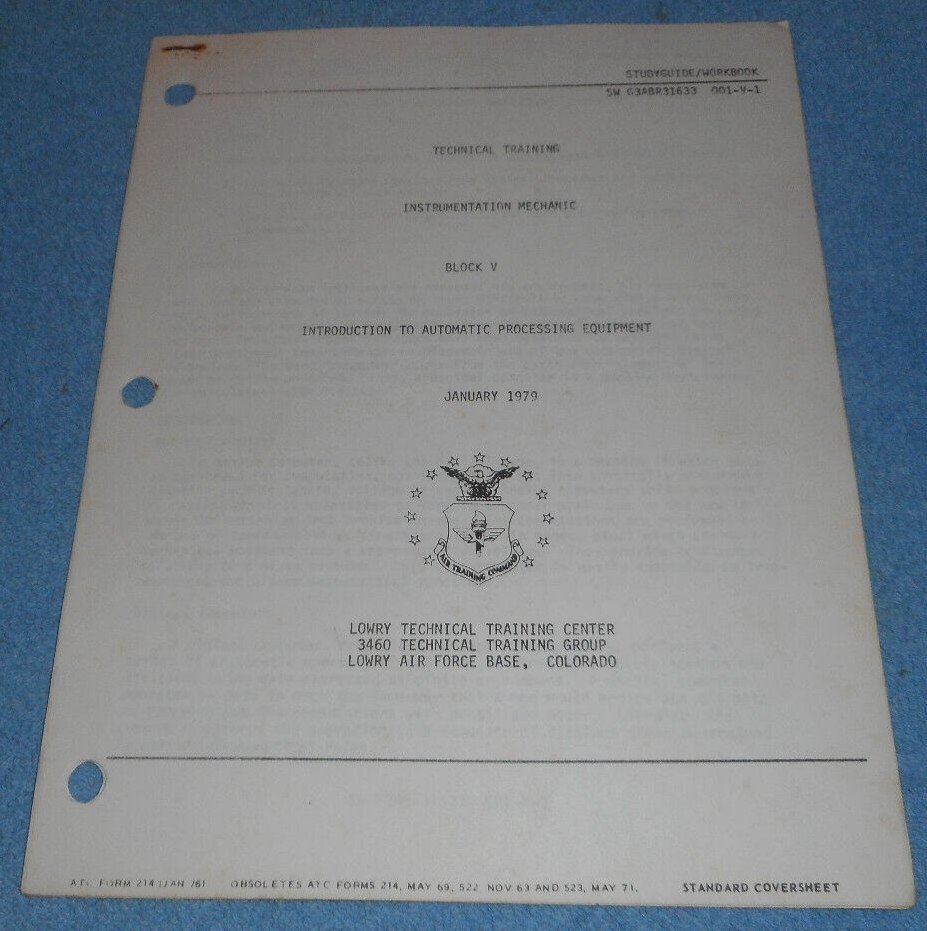 STUDYGUIDE/WORKBOOK
SW G3ABR31633 001-V-1
TECHNICAL TRAINING
INSTRUMENTATION MECHANIC
BLOCK V
INTRODUCTION TO AUTOMATIC PROCESSING EQUIPMENT
JANUARY 1979
AIR TRAINING COMMAND
LOWRY TECHNICAL TRAINING CENTER
3460 TECHNICAL TRAINING GROUP
LOWRY AIR FORCE BASE, COLORADO
ATC FORM 214 (JAN 76) OBSOLETES ATC FORMS 214, MAY 69, 522 NOV 63 AND 523, MAY 71. STANDARD COVERSHEET